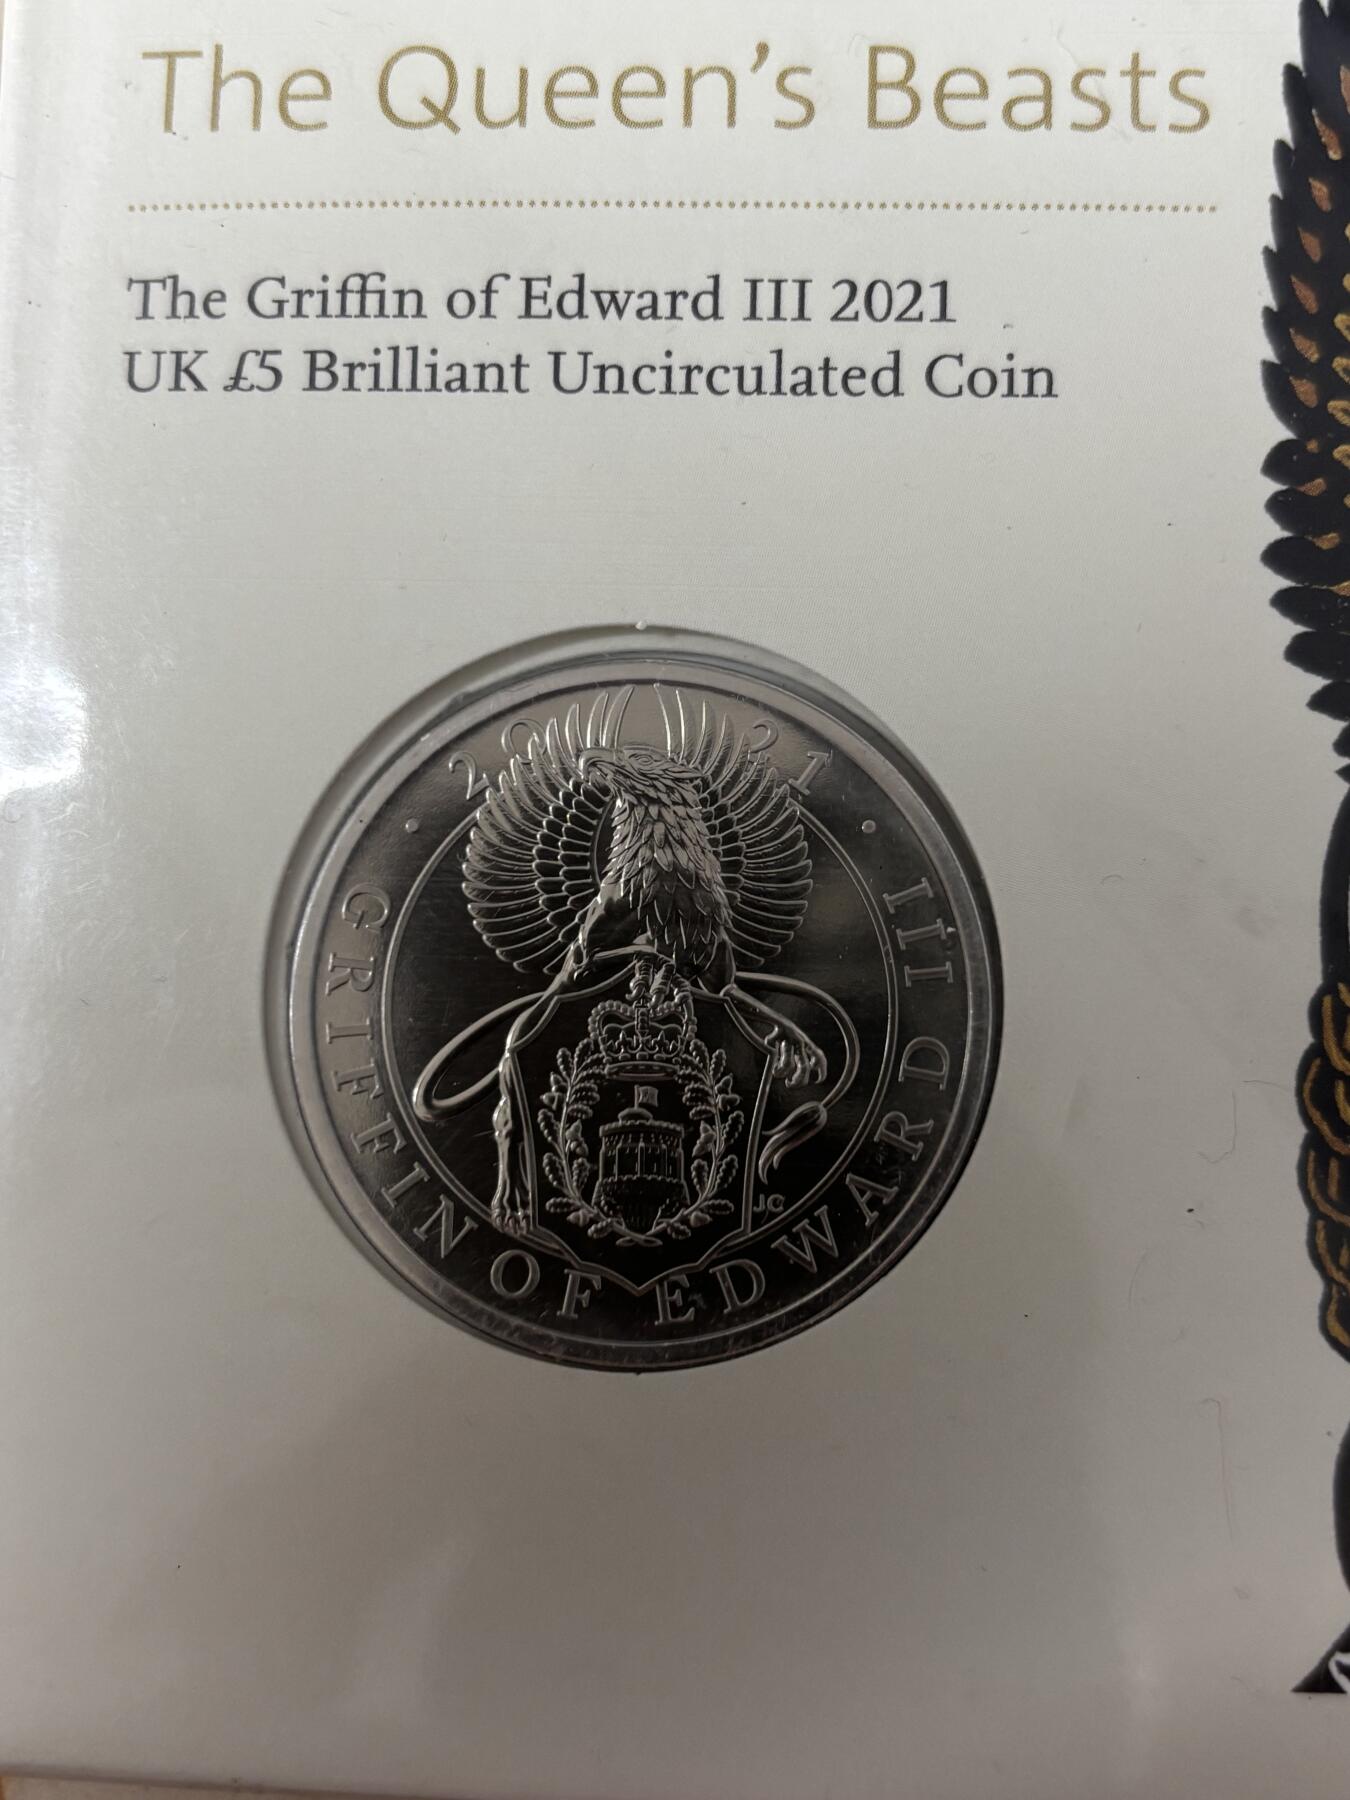 The Queen's Beasts
The Griffin of Edward III 2021
UK £5 Brilliant Uncirculated Coin
2021
GRIFFIN OF EDWARD III
JC